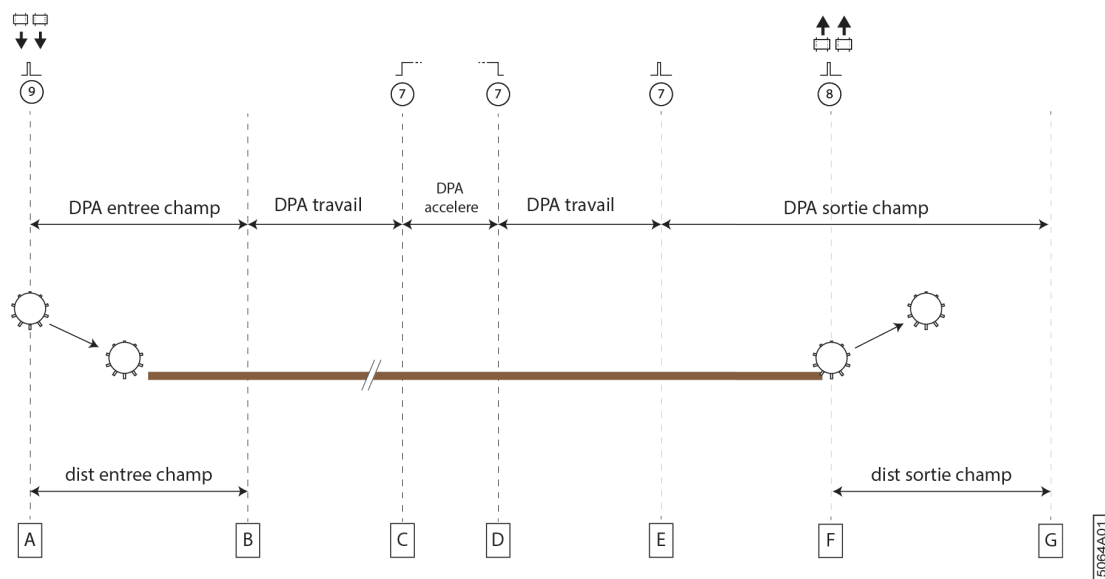 9
7
7
7
8
DPA entree champ
DPA travail
DPA
accelere
DPA travail
DPA sortie champ
dist entree champ
dist sortie champ
A
B
C
D
E
F
G
5064A01